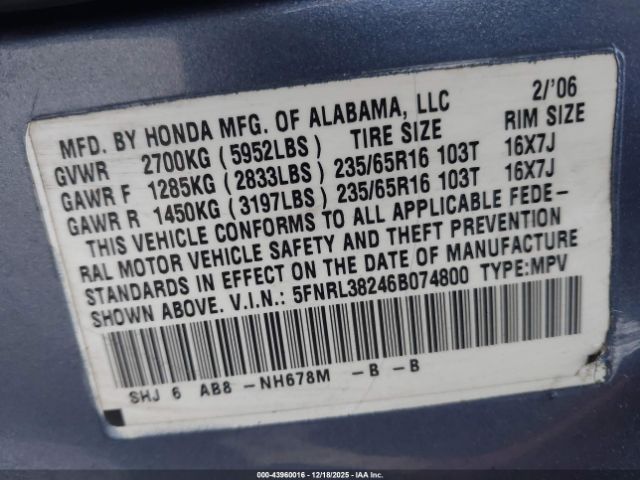 MFD. BY HONDA MFG. OF ALABAMA, LLC 2/'06
GVWR 2700KG (5952LBS) TIRE SIZE RIM SIZE
GAWR F 1285KG (2833LBS) 235/65R16 103T 16X7J
GAWR R 1450KG (3197LBS) 235/65R16 103T 16X7J
THIS VEHICLE CONFORMS TO ALL APPLICABLE FEDE-
RAL MOTOR VEHICLE SAFETY AND THEFT PREVENTION
STANDARDS IN EFFECT ON THE DATE OF MANUFACTURE
SHOWN ABOVE. V.I.N.: 5FNRL38246B074800 TYPE:MPV
SHJ 6 AB8 -NH678M -B -B
000-43960016 - 12/18/2025 - IAAI.COM